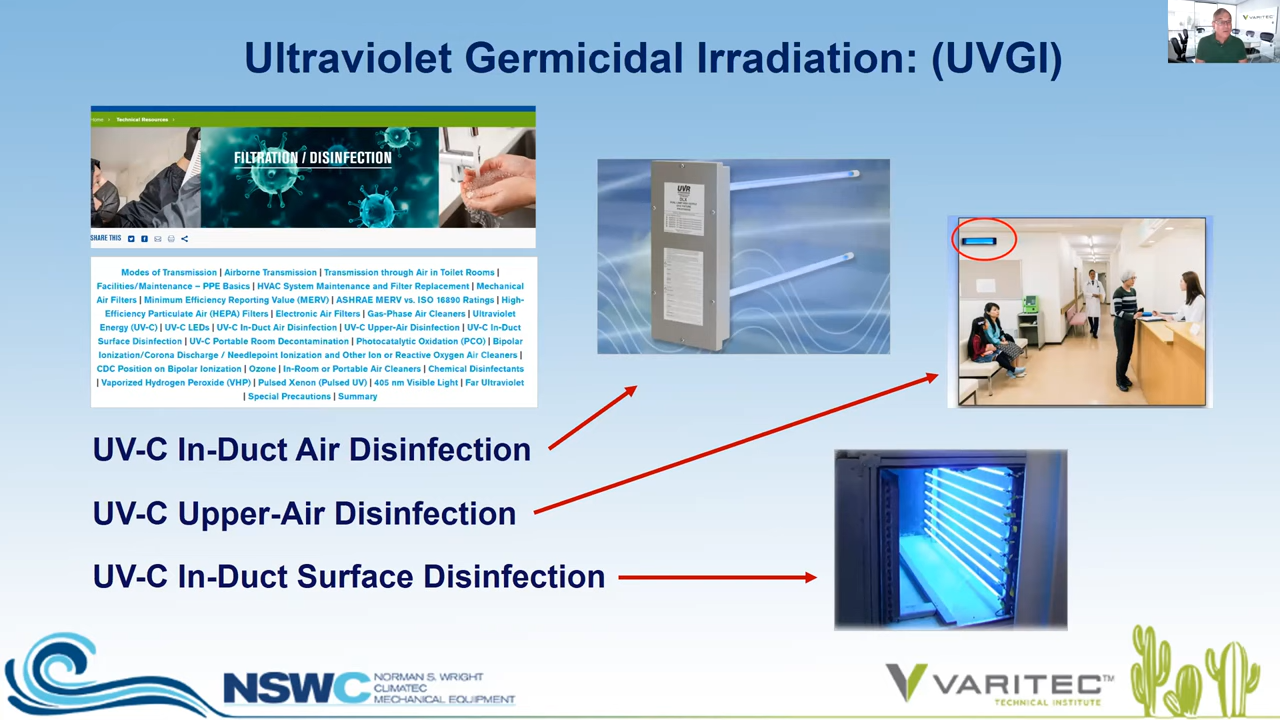 Ultraviolet Germicidal Irradiation: (UVGI)
VARITEC
Home > Technical Resources >
FILTRATION / DISINFECTION
SHARE THIS
Modes of Transmission | Airborne Transmission | Transmission through Air in Toilet Rooms |
Facilities/Maintenance – PPE Basics | HVAC System Maintenance and Filter Replacement | Mechanical
Air Filters | Minimum Efficiency Reporting Value (MERV) | ASHRAE MERV vs. ISO 16890 Ratings | High-
Efficiency Particulate Air (HEPA) Filters | Electronic Air Filters | Gas-Phase Air Cleaners | Ultraviolet
Energy (UV-C) | UV-C LEDs | UV-C In-Duct Air Disinfection | UV-C Upper-Air Disinfection | UV-C In-Duct
Surface Disinfection | UV-C Portable Room Decontamination | Photocatalytic Oxidation (PCO) | Bipolar
Ionization/Corona Discharge / Needlepoint Ionization and Other Ion or Reactive Oxygen Air Cleaners |
CDC Position on Bipolar Ionization | Ozone | In-Room or Portable Air Cleaners | Chemical Disinfectants
| Vaporized Hydrogen Peroxide (VHP) | Pulsed Xenon (Pulsed UV) | 405 nm Visible Light | Far Ultraviolet
| Special Precautions | Summary
UVR
UV-C In-Duct Air Disinfection
UV-C Upper-Air Disinfection
UV-C In-Duct Surface Disinfection
NSWC
NORMAN S. WRIGHT
CLIMATEC
MECHANICAL EQUIPMENT
VARITEC™
TECHNICAL INSTITUTE